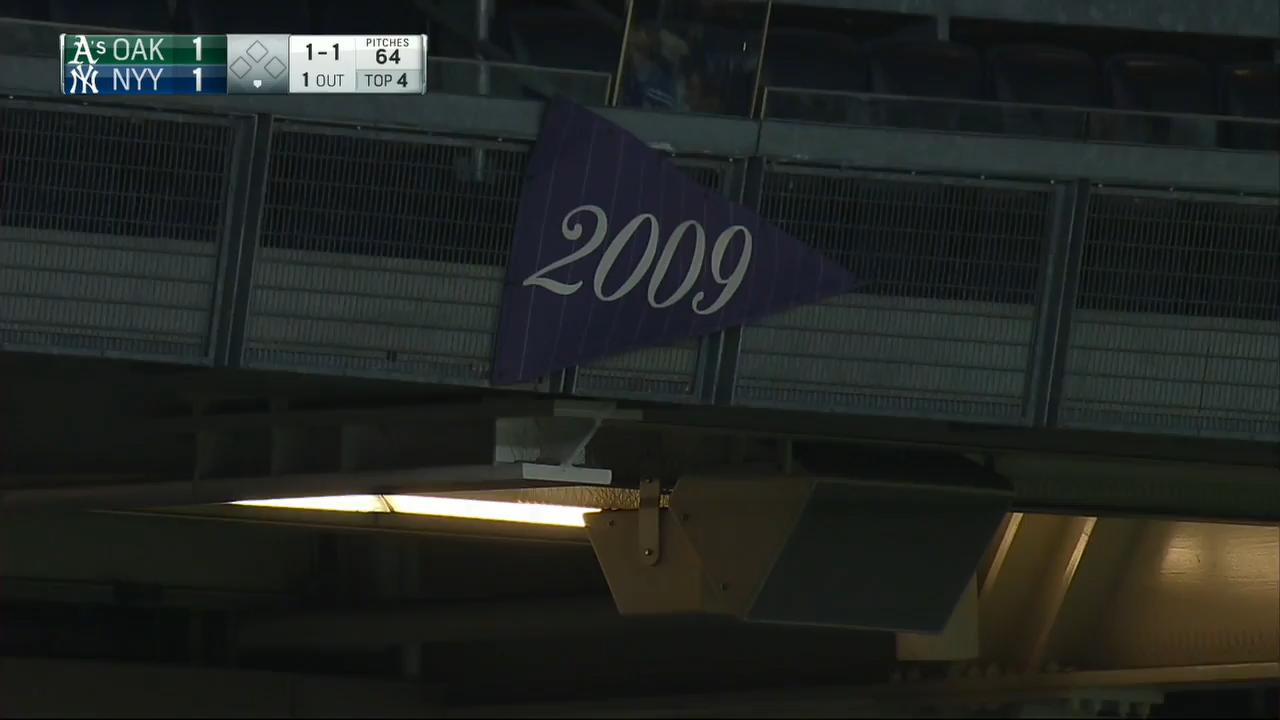 A's OAK 1
NY NYY 1
1-1
1 OUT
PITCHES
64
TOP 4
2009